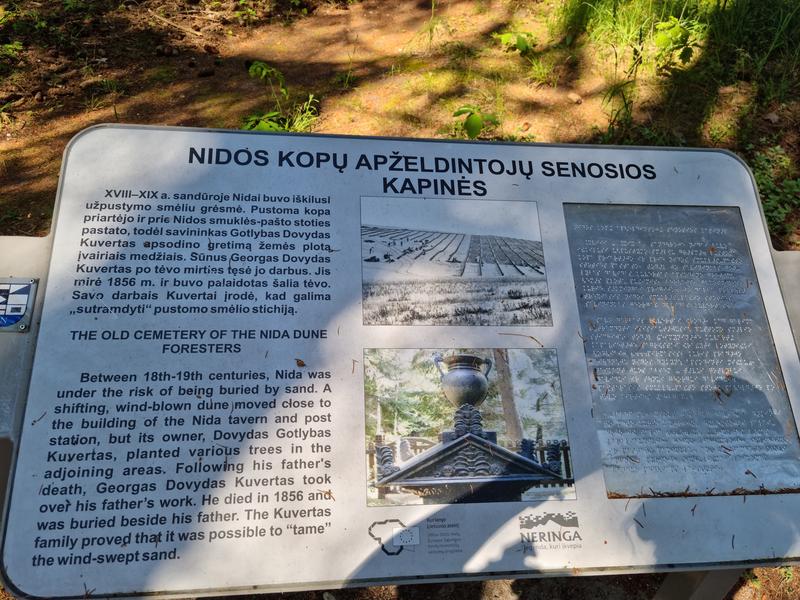 NIDOS KOPŲ APŽELDINTOJŲ SENOSIOS
KAPINĖS
XVIII–XIX a. sandūroje Nidai buvo iškilusi
užpustymo smėliu grėsmė. Pustoma kopa
priartėjo ir prie Nidos smuklės-pašto stoties
pastato, todėl savininkas Gotlybas Dovydas
Kuvertas apsodino gretimą žemės plotą
įvairiais medžiais. Sūnus Georgas Dovydas
Kuvertas po tėvo mirties tęsė jo darbus. Jis
mirė 1856 m. ir buvo palaidotas šalia tėvo.
Savo darbais Kuvertai įrodė, kad galima
„sutramdyti“ pustomo smėlio stichiją.
THE OLD CEMETERY OF THE NIDA DUNE
FORESTERS
Between 18th-19th centuries, Nida was
under the risk of being buried by sand. A
shifting, wind-blown dune moved close to
the building of the Nida tavern and post
station, but its owner, Dovydas Gotlybas
Kuvertas, planted various trees in the
adjoining areas. Following his father's
death, Georgas Dovydas Kuvertas took
over his father's work. He died in 1856 and
was buried beside his father. The Kuvertas
family proved that it was possible to “tame”
the wind-swept sand.
Kuriame
Lietuvos ateitį
NERINGA
legenda, kuri įkvepia